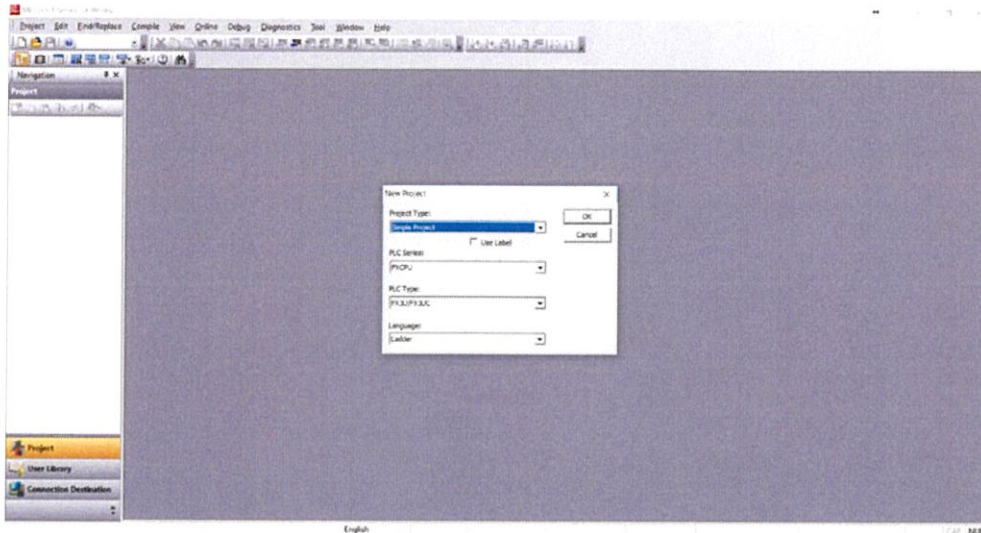 Project Edit Find/Replace Compile View Online Debug Diagnostics Tool Window Help
Navigation
Project
New Project
Project Type:
Simple Project
OK
Use Label
Cancel
PLC Series:
FXCPU
PLC Type:
FX3U/FX3UC
Language:
Ladder
Project
User Library
Connection Destination
English
CAP NUM